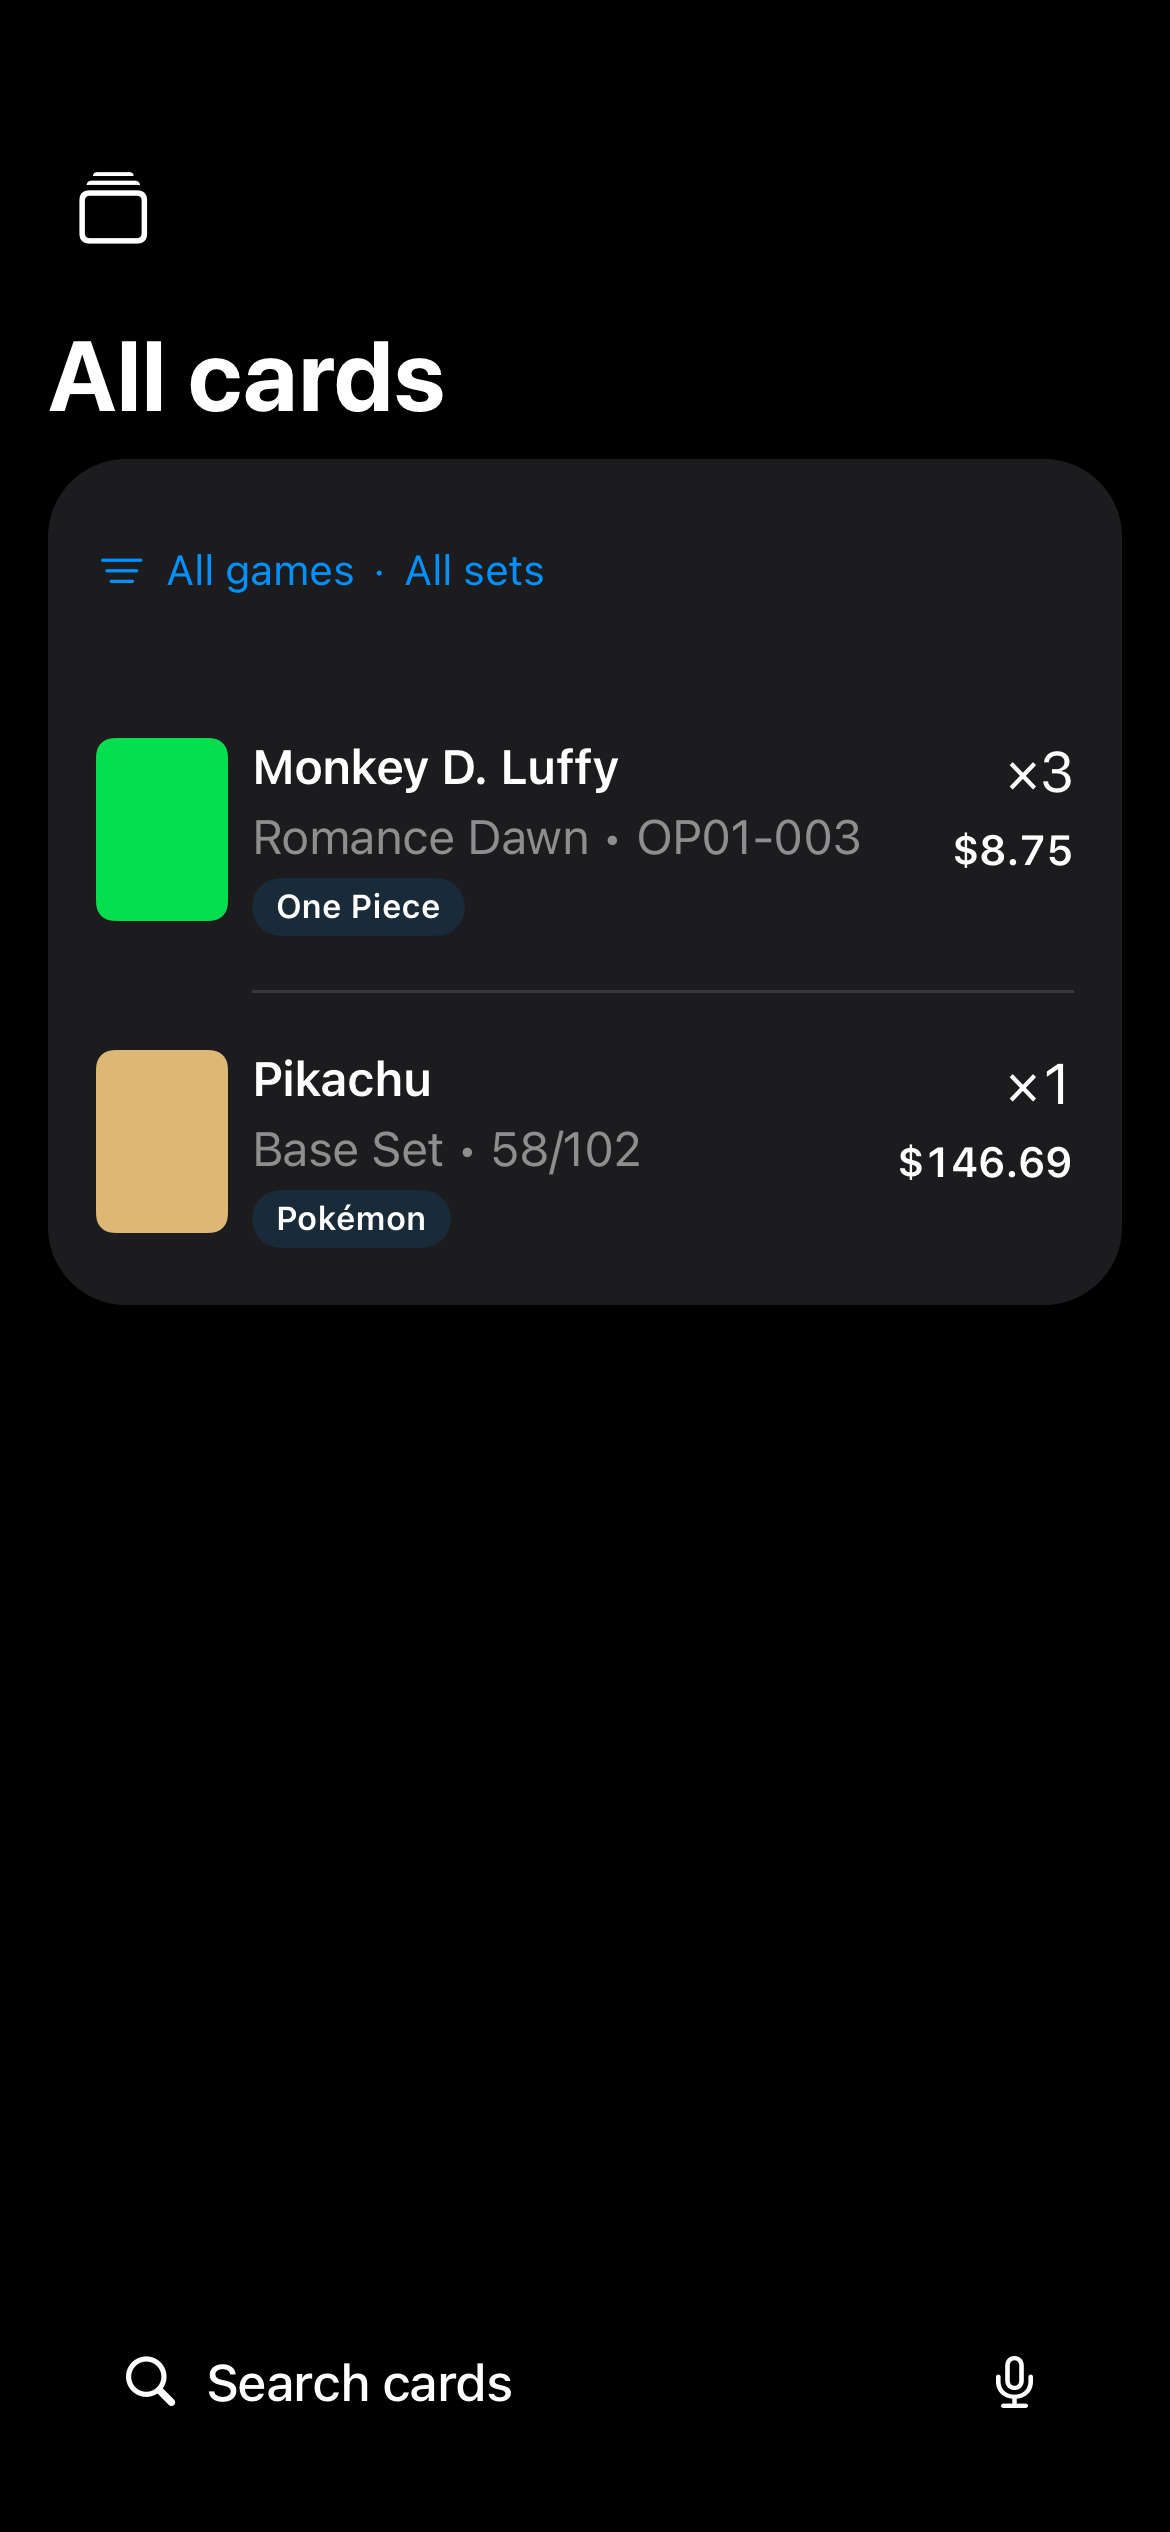 All cards
All games · All sets
Monkey D. Luffy ×3
Romance Dawn • OP01-003 $8.75
One Piece
Pikachu ×1
Base Set • 58/102 $146.69
Pokémon
Search cards